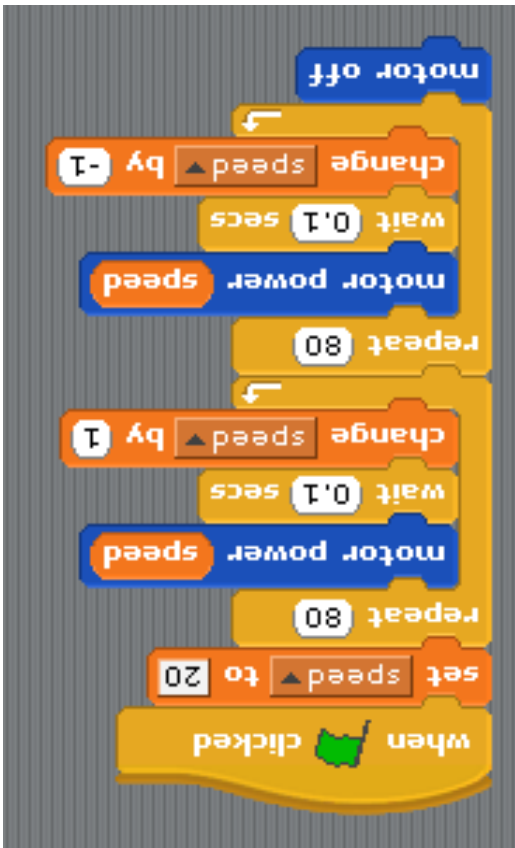 when clicked
set speed to 20
repeat 80
motor power speed
wait 0.1 secs
change speed by 1
repeat 80
motor power speed
wait 0.1 secs
change speed by -1
motor off